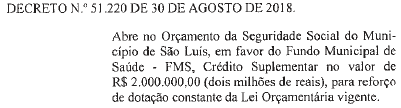 DECRETO N.º 51.220 DE 30 DE AGOSTO DE 2018.
Abre no Orçamento da Seguridade Social do Muni-
cípio de São Luís, em favor do Fundo Municipal de
Saúde - FMS, Crédito Suplementar no valor de
R$ 2.000.000,00 (dois milhões de reais), para reforço
de dotação constante da Lei Orçamentária vigente.